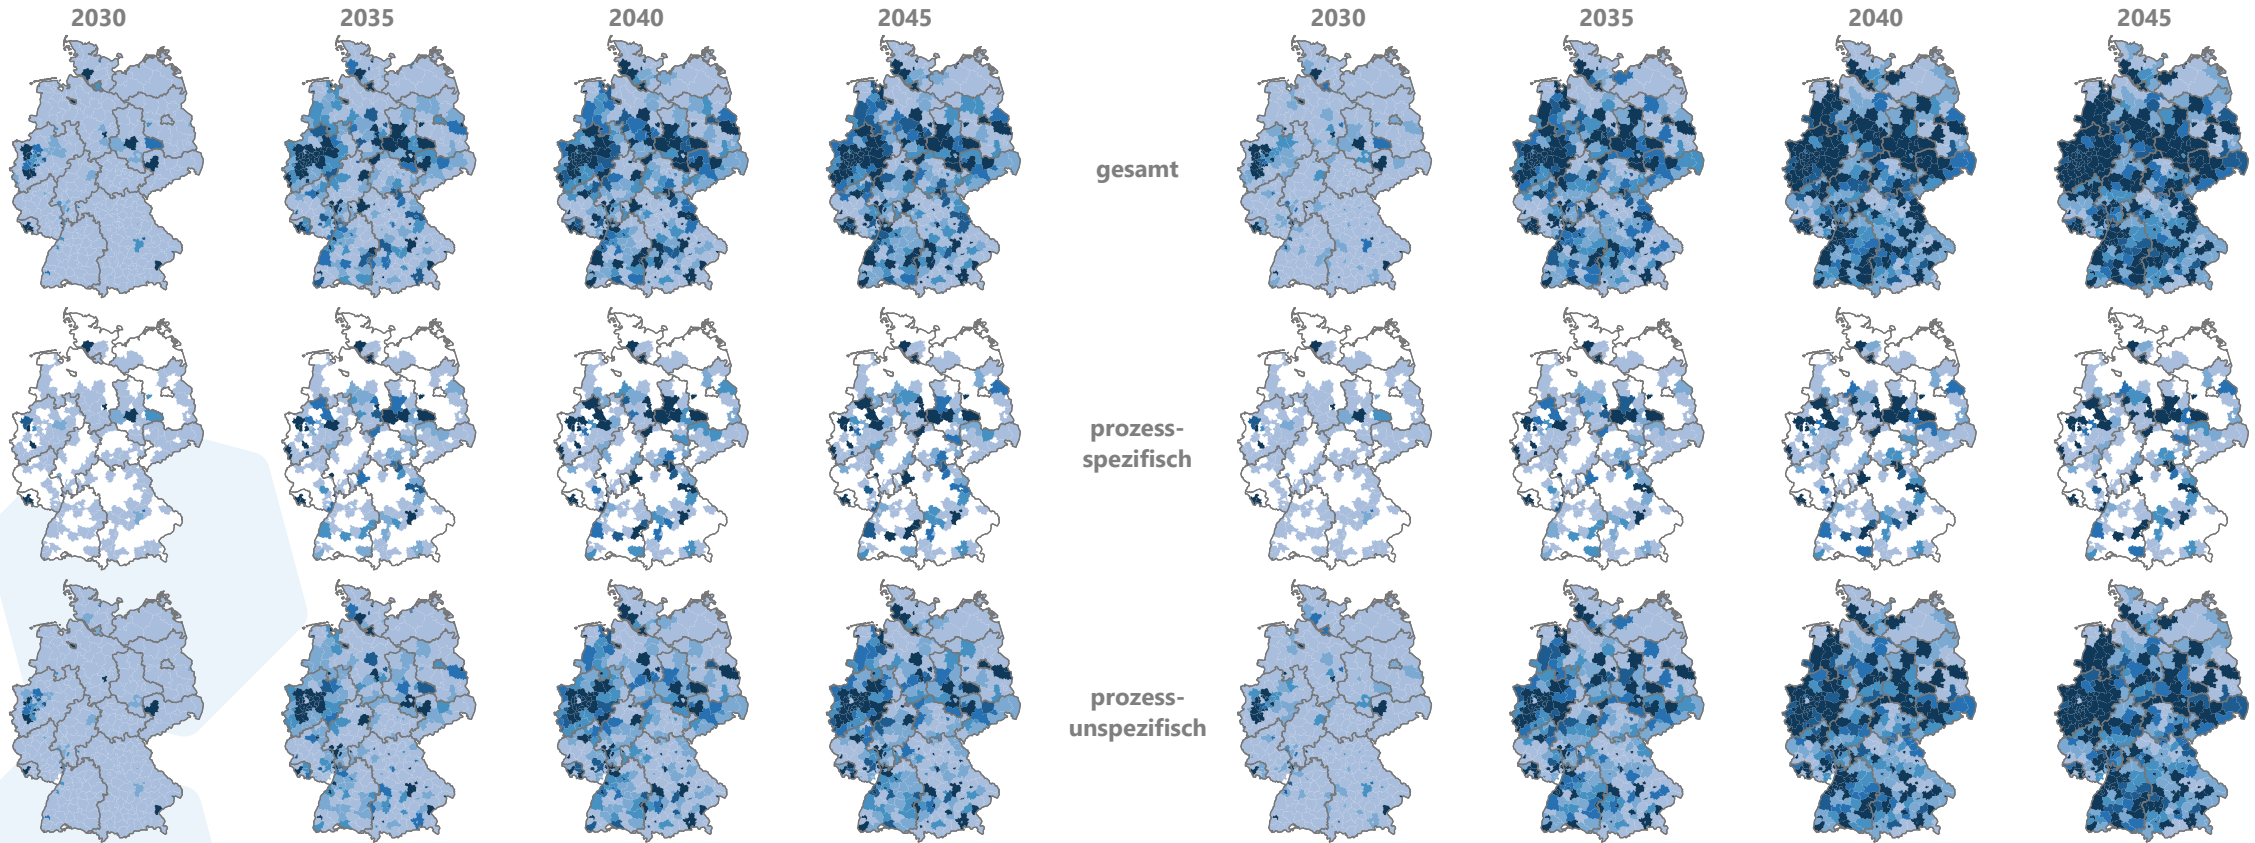 2030 2035 2040 2045 2030 2035 2040 2045
gesamt
prozess-
spezifisch
prozess-
unspezifisch